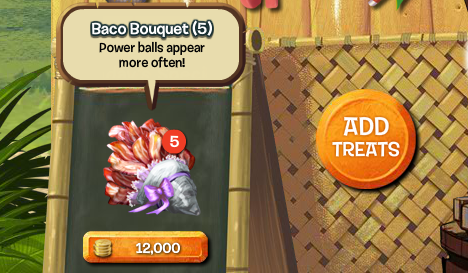 Baco Bouquet (5)
Power balls appear
more often!
5
ADD
TREATS
12,000